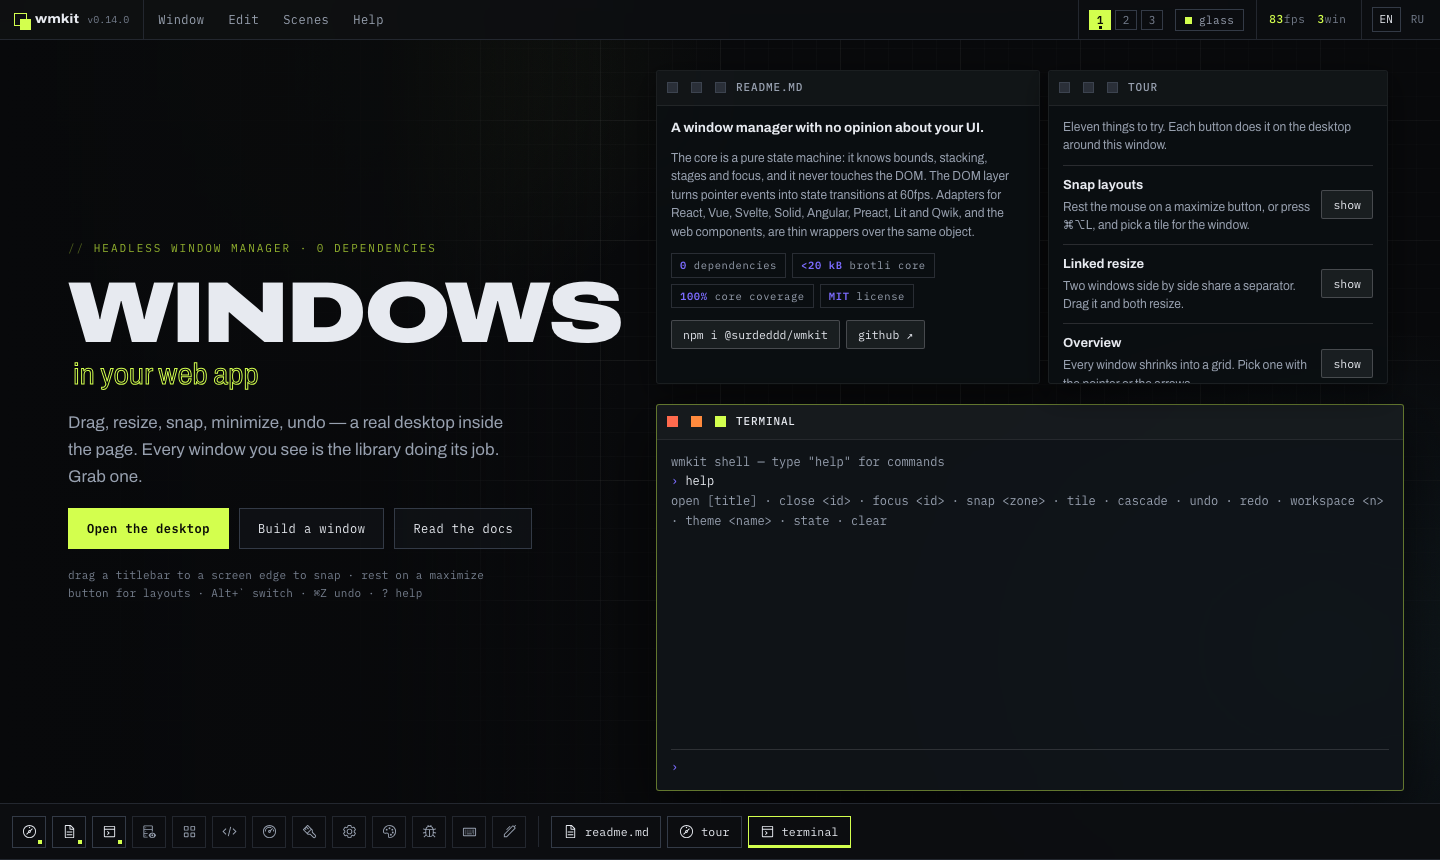 wmkit v0.14.0 Window Edit Scenes Help 1 2 3 glass 83fps 3win EN RU
// HEADLESS WINDOW MANAGER · 0 DEPENDENCIES
WINDOWS
in your web app
Drag, resize, snap, minimize, undo — a real desktop inside
the page. Every window you see is the library doing its job.
Grab one.
Open the desktop Build a window Read the docs
drag a titlebar to a screen edge to snap · rest on a maximize
button for layouts · Alt+` switch · ⌘Z undo · ? help
README.MD
A window manager with no opinion about your UI.
The core is a pure state machine: it knows bounds, stacking,
stages and focus, and it never touches the DOM. The DOM layer
turns pointer events into state transitions at 60fps. Adapters for
React, Vue, Svelte, Solid, Angular, Preact, Lit and Qwik, and the
web components, are thin wrappers over the same object.
0 dependencies <20 kB brotli core
100% core coverage MIT license
npm i @surdeddd/wmkit github ↗
TOUR
Eleven things to try. Each button does it on the desktop
around this window.
Snap layouts
Rest the mouse on a maximize button, or press
⌘⌥L, and pick a tile for the window.
show
Linked resize
Two windows side by side share a separator.
Drag it and both resize.
show
Overview
Every window shrinks into a grid. Pick one with
the pointer or the arrows.
show
TERMINAL
wmkit shell — type "help" for commands
› help
open [title] · close <id> · focus <id> · snap <zone> · tile · cascade · undo · redo · workspace <n>
· theme <name> · state · clear
›
readme.md tour terminal